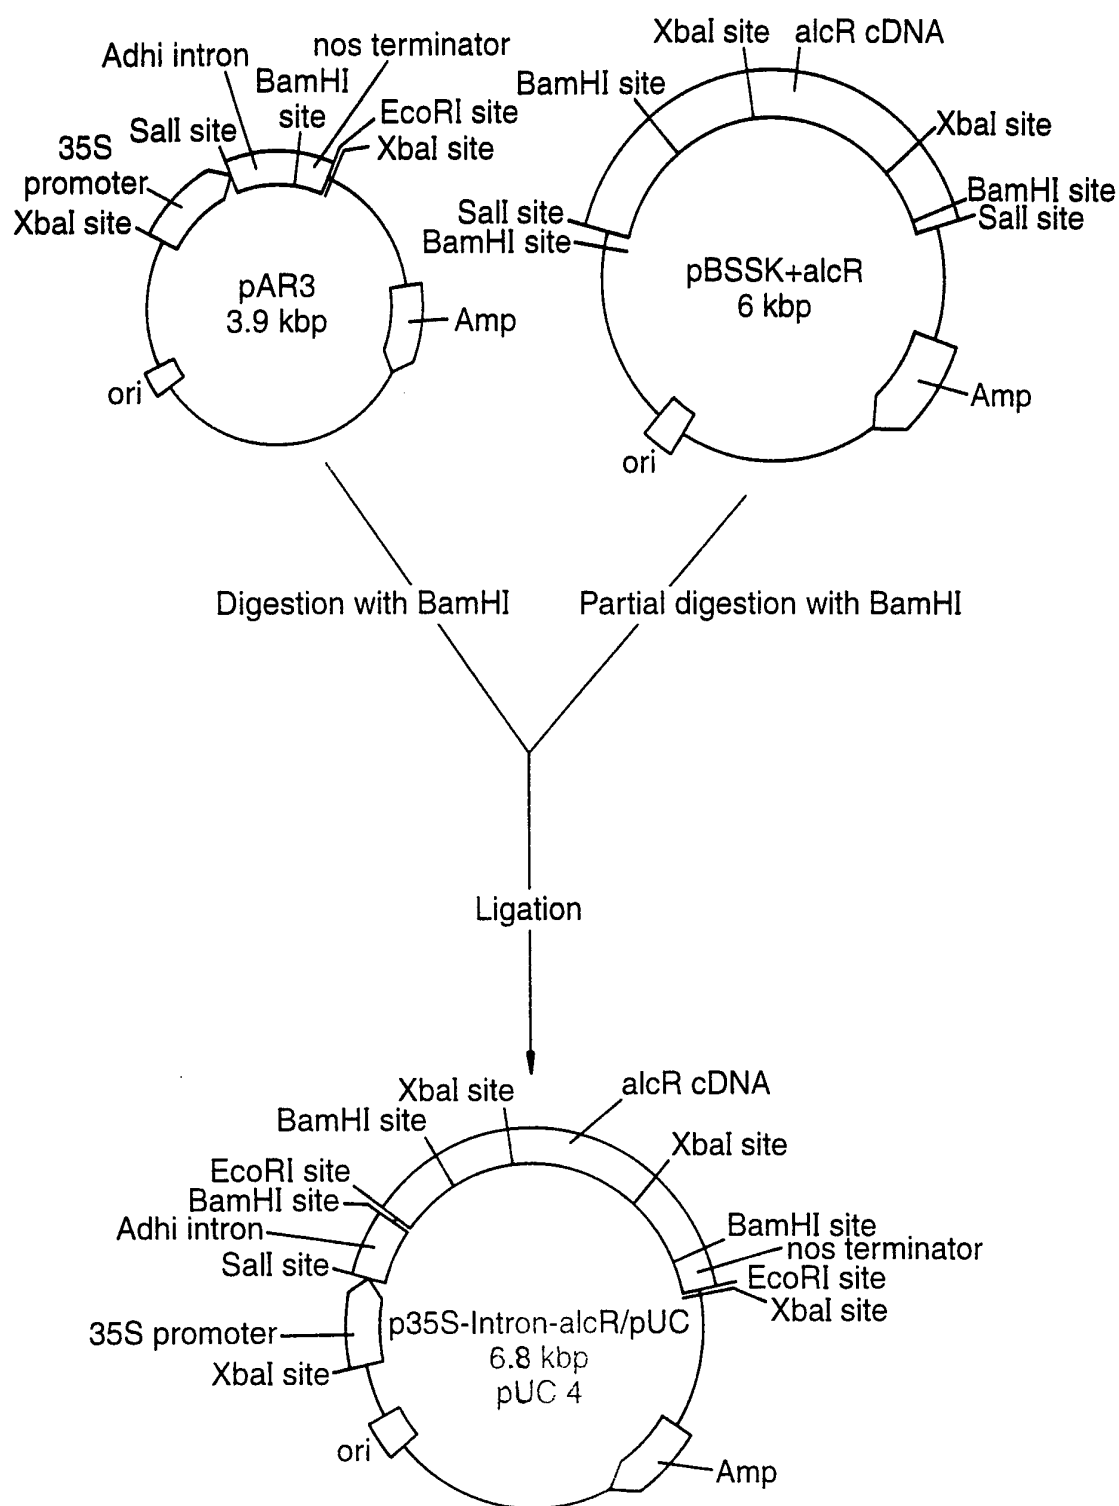 Adhi intron
nos terminator
BamHI
site
SalI site
EcoRI site
XbaI site
35S
promoter
XbaI site
pAR3
3.9 kbp
Amp
ori
XbaI site
alcR cDNA
BamHI site
XbaI site
SalI site
BamHI site
BamHI site
SalI site
pBSSK+alcR
6 kbp
Amp
ori
Digestion with BamHI
Partial digestion with BamHI
Ligation
XbaI site
alcR cDNA
BamHI site
XbaI site
EcoRI site
BamHI site
Adhi intron
SalI site
BamHI site
nos terminator
EcoRI site
XbaI site
35S promoter
XbaI site
p35S-Intron-alcR/pUC
6.8 kbp
pUC 4
ori
Amp